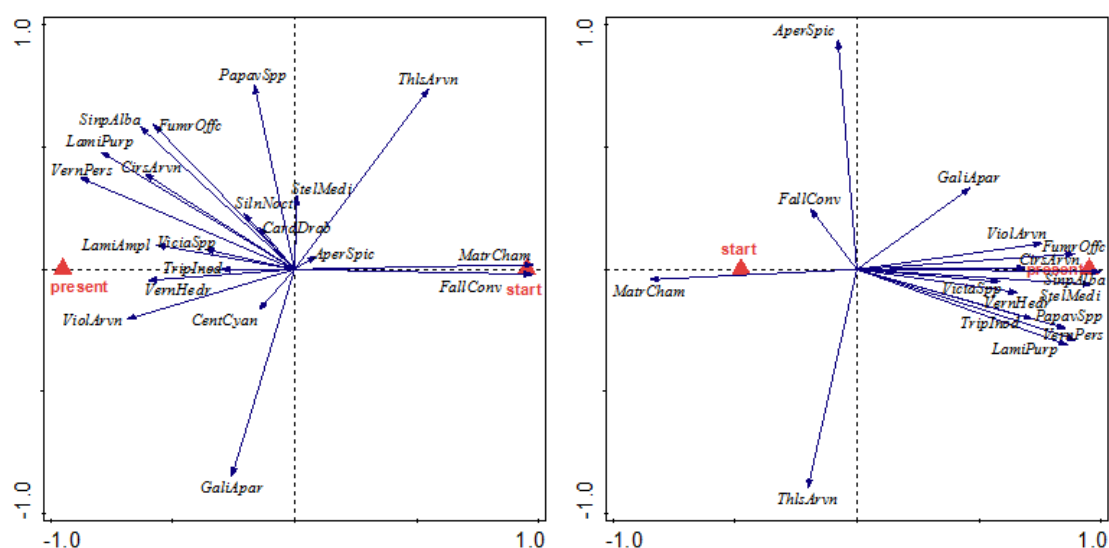 1.0
PapavSpp
ThlsArvn
SinpAlba
FumrOffc
LamiPurp
VernPers
CirsArvn
StelMedi
SilnNoct
CardDrab
LamiAmpl
ViciaSpp
AperSpic
MatrCham
TripInod
present
VernHedr
FallConv
start
ViolArvn
CentCyan
GaliApar
-1.0
-1.0
1.0
1.0
AperSpic
GaliApar
FallConv
ViolArvn
start
FumrOffc
CirsArvn
present
SinpAlba
MatrCham
ViciaSpp
VernHedr
StelMedi
TripInod
PapavSpp
VernPers
LamiPurp
ThlsArvn
-1.0
-1.0
1.0